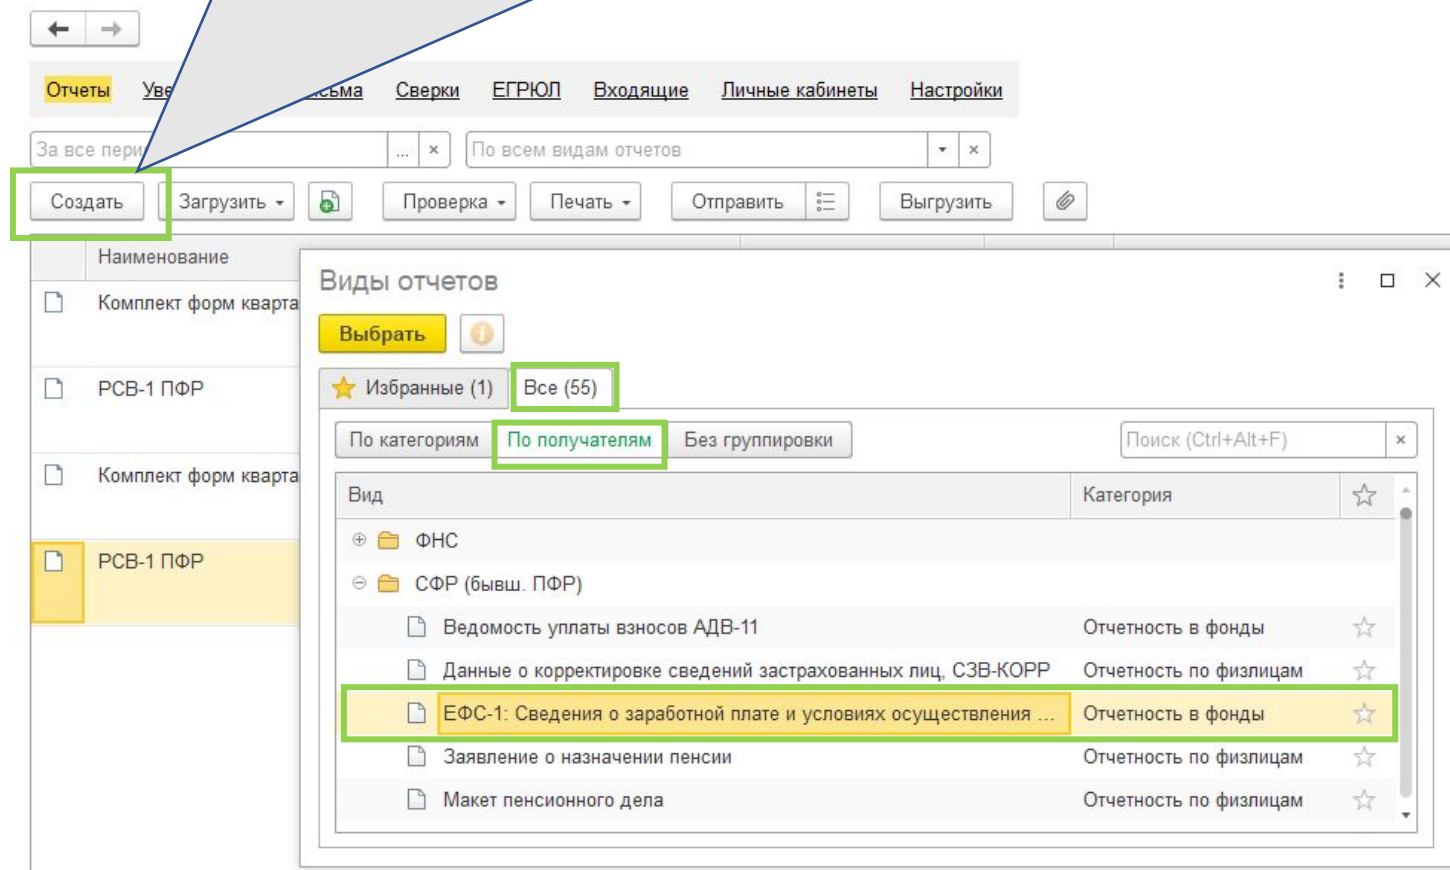 Отчеты Сверки ЕГРЮЛ Входящие Личные кабинеты Настройки
За все ... × По всем видам отчетов ×
Создать Загрузить Проверка Печать Отправить Выгрузить
Наименование
Комплект форм кварта
РСВ-1 ПФР
Комплект форм кварта
РСВ-1 ПФР
Виды отчетов
Выбрать
Избранные (1) Все (55)
По категориям По получателям Без группировки Поиск (Ctrl+Alt+F) ×
Вид Категория
ФНС
СФР (бывш. ПФР)
Ведомость уплаты взносов АДВ-11 Отчетность в фонды
Данные о корректировке сведений застрахованных лиц, СЗВ-КОРР Отчетность по физлицам
ЕФС-1: Сведения о заработной плате и условиях осуществления ... Отчетность в фонды
Заявление о назначении пенсии Отчетность по физлицам
Макет пенсионного дела Отчетность по физлицам